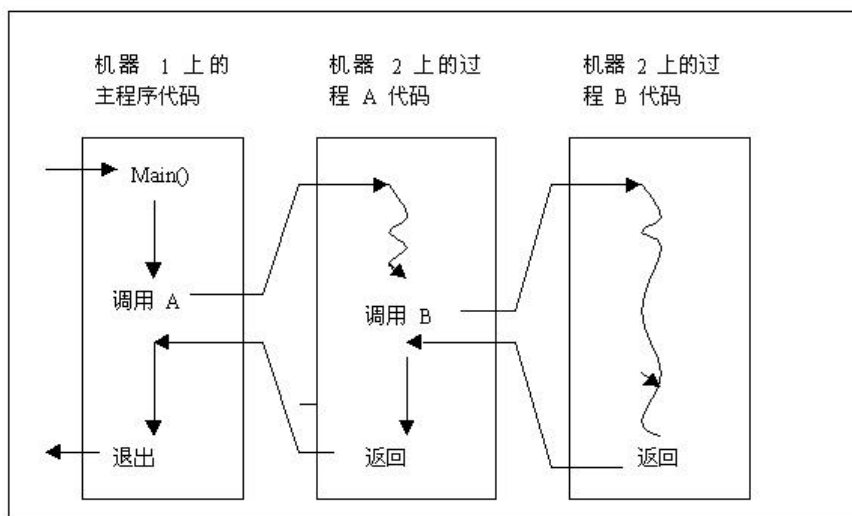 机器 1 上的
主程序代码
机器 2 上的过
程 A 代码
机器 2 上的过
程 B 代码
Main()
调用 A
退出
调用 B
返回
返回